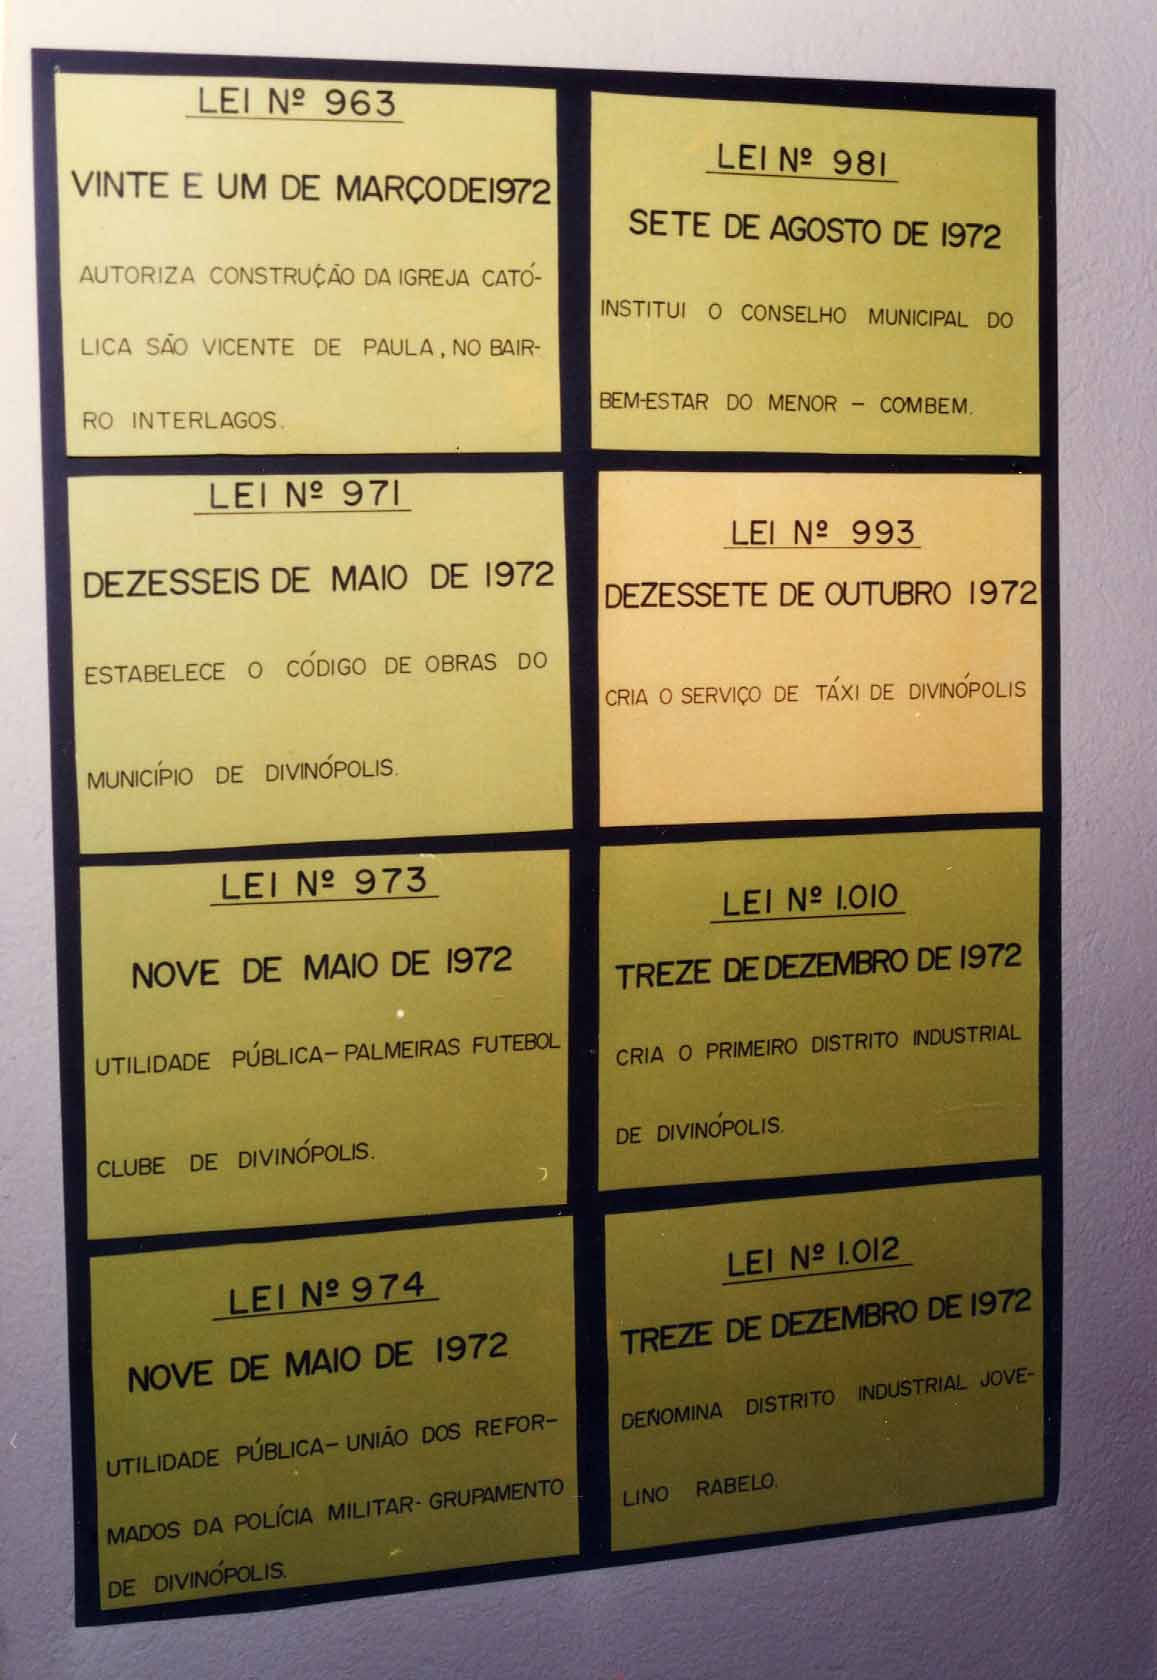 LEI Nº 963
VINTE E UM DE MARÇO DE 1972
AUTORIZA CONSTRUÇÃO DA IGREJA CATÓ-
LICA SÃO VICENTE DE PAULA, NO BAIR-
RO INTERLAGOS.
LEI Nº 971
DEZESSEIS DE MAIO DE 1972
ESTABELECE O CÓDIGO DE OBRAS DO
MUNICÍPIO DE DIVINÓPOLIS.
LEI Nº 973
NOVE DE MAIO DE 1972
UTILIDADE PÚBLICA-PALMEIRAS FUTEBOL
CLUBE DE DIVINÓPOLIS.
LEI Nº 974
NOVE DE MAIO DE 1972
UTILIDADE PÚBLICA-UNIÃO DOS REFOR-
MADOS DA POLÍCIA MILITAR-GRUPAMENTO
DE DIVINÓPOLIS.
LEI Nº 981
SETE DE AGOSTO DE 1972
INSTITUI O CONSELHO MUNICIPAL DO
BEM-ESTAR DO MENOR - COMBEM.
LEI Nº 993
DEZESSETE DE OUTUBRO 1972
CRIA O SERVIÇO DE TÁXI DE DIVINÓPOLIS
LEI Nº 1.010
TREZE DE DEZEMBRO DE 1972
CRIA O PRIMEIRO DISTRITO INDUSTRIAL
DE DIVINÓPOLIS.
LEI Nº 1.012
TREZE DE DEZEMBRO DE 1972
DENOMINA DISTRITO INDUSTRIAL JOVE-
LINO RABELO.